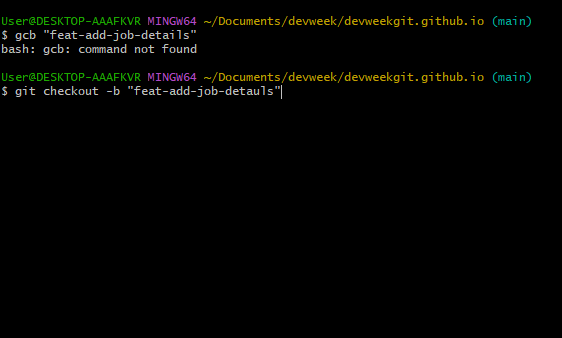 User@DESKTOP-AAAFKVR MINGW64 ~/Documents/devweek/devweekgit.github.io (main)
$ gcb "feat-add-job-details"
bash: gcb: command not found
User@DESKTOP-AAAFKVR MINGW64 ~/Documents/devweek/devweekgit.github.io (main)
$ git checkout -b "feat-add-job-detauls"